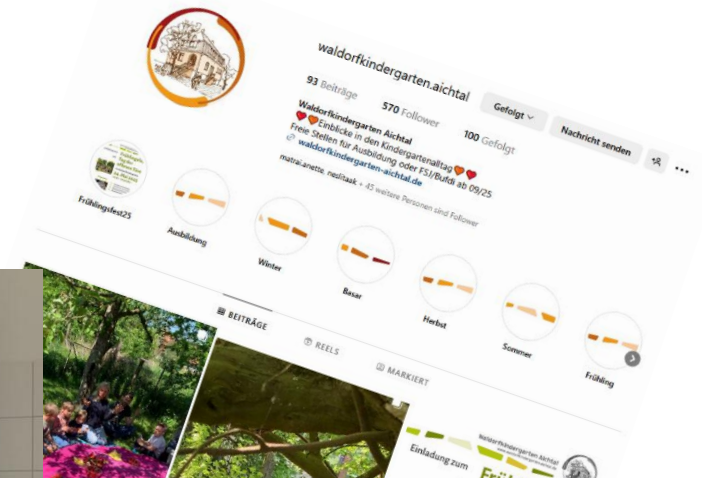 waldorfkindergarten.aichtal
Gefolgt
Nachricht senden
93 Beiträge
570 Follower
100 Gefolgt
Waldorfkindergarten Aichtal
❤️🧡Einblicke in den Kindergartenalltag🧡❤️
Freie Stellen für Ausbildung oder FSJ/Bufdi ab 09/25
waldorfkindergarten-aichtal.de
matrai.anette, neslitaak + 45 weitere Personen sind Follower
Frühlingsfest25
Ausbildung
Winter
Basar
Herbst
Sommer
Frühling
BEITRÄGE
REELS
MARKIERT
Waldorfkindergarten Aichtal
Einladung zum